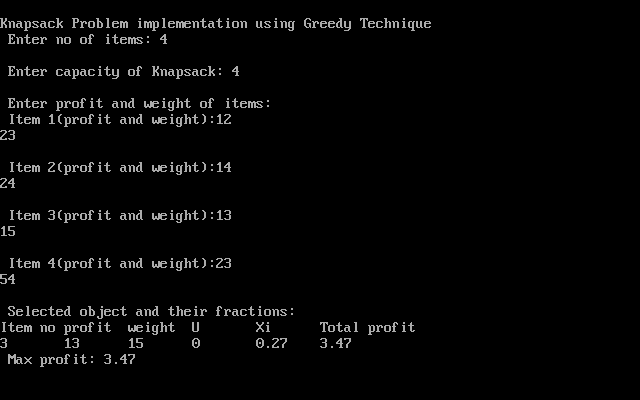 Knapsack Problem implementation using Greedy Technique
Enter no of items: 4
Enter capacity of Knapsack: 4
Enter profit and weight of items:
Item 1(profit and weight):12
23
Item 2(profit and weight):14
24
Item 3(profit and weight):13
15
Item 4(profit and weight):23
54
Selected object and their fractions:
Item no profit weight U Xi Total profit
3 13 15 0 0.27 3.47
Max profit: 3.47